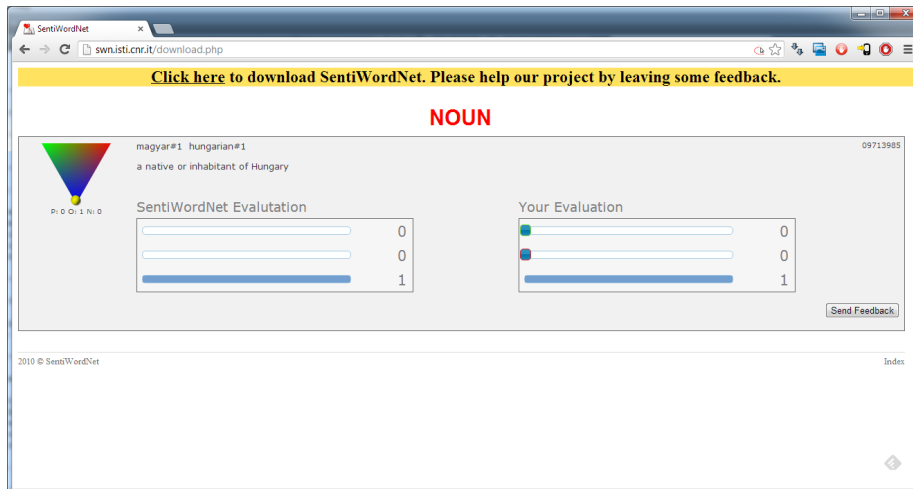 SentiWordNet
swn.isti.cnr.it/download.php
Click here to download SentiWordNet. Please help our project by leaving some feedback.
NOUN
magyar#1 hungarian#1
09713985
a native or inhabitant of Hungary
P: 0 O: 1 N: 0
SentiWordNet Evalutation
Your Evaluation
0
0
0
0
1
1
Send Feedback
2010 © SentiWordNet
Index